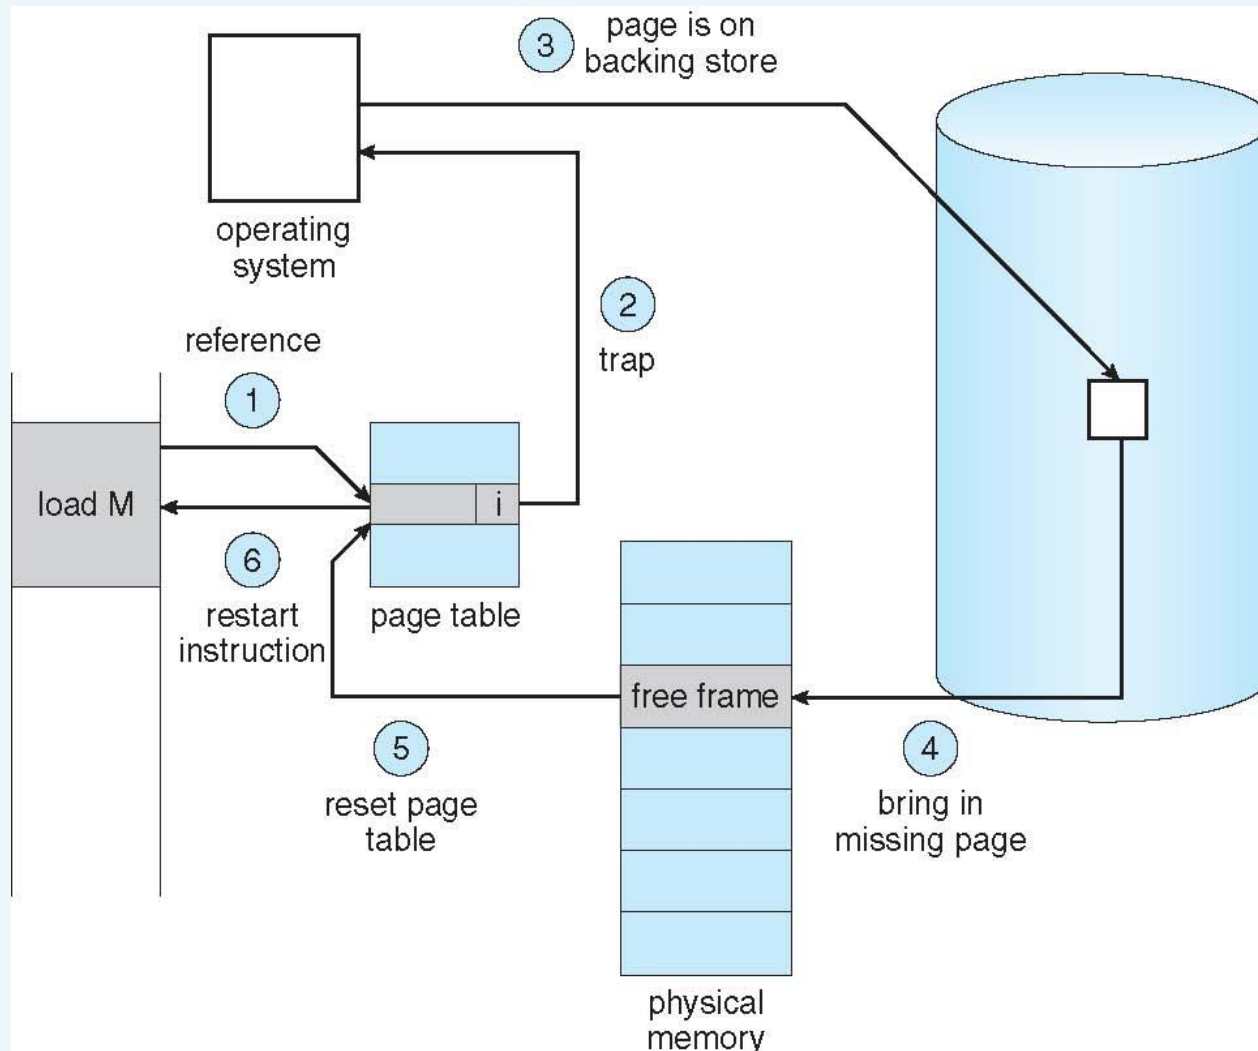 3
page is on
backing store
operating
system
2
trap
reference
1
load M
i
6
restart
instruction
page table
free frame
5
reset page
table
4
bring in
missing page
physical
memory